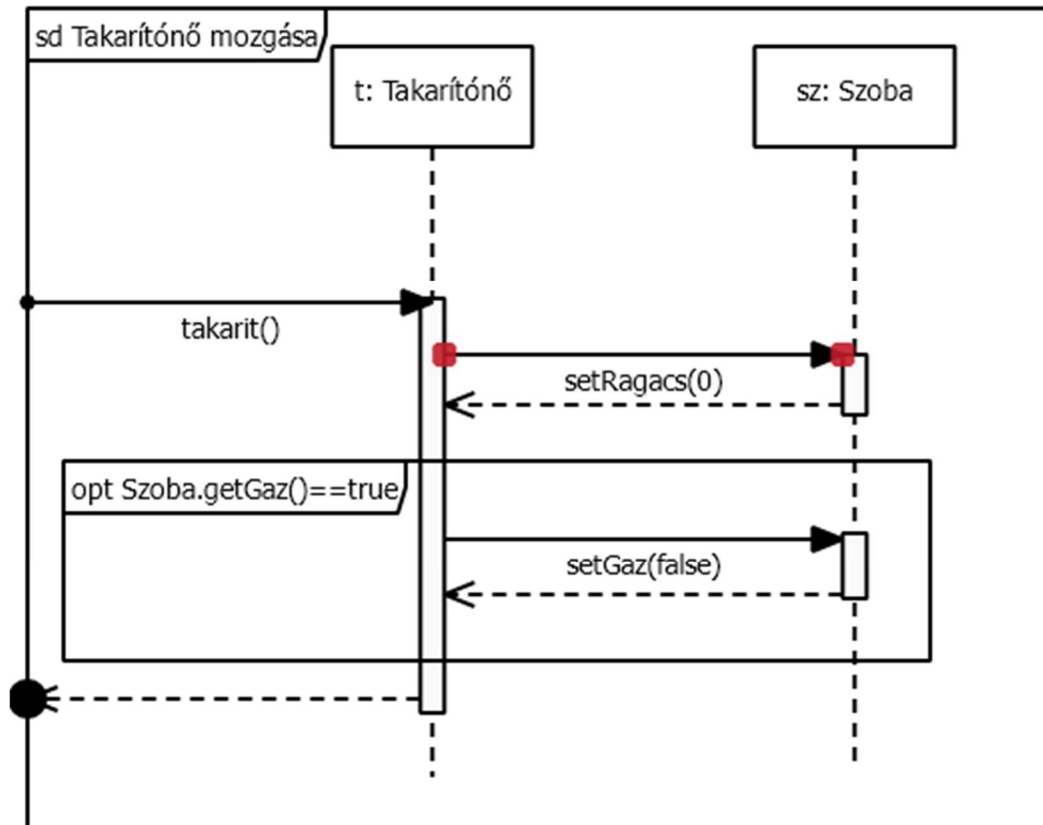 sd Takarítónő mozgása
t: Takarítónő
sz: Szoba
takarit()
setRagacs(0)
opt Szoba.getGaz()==true
setGaz(false)